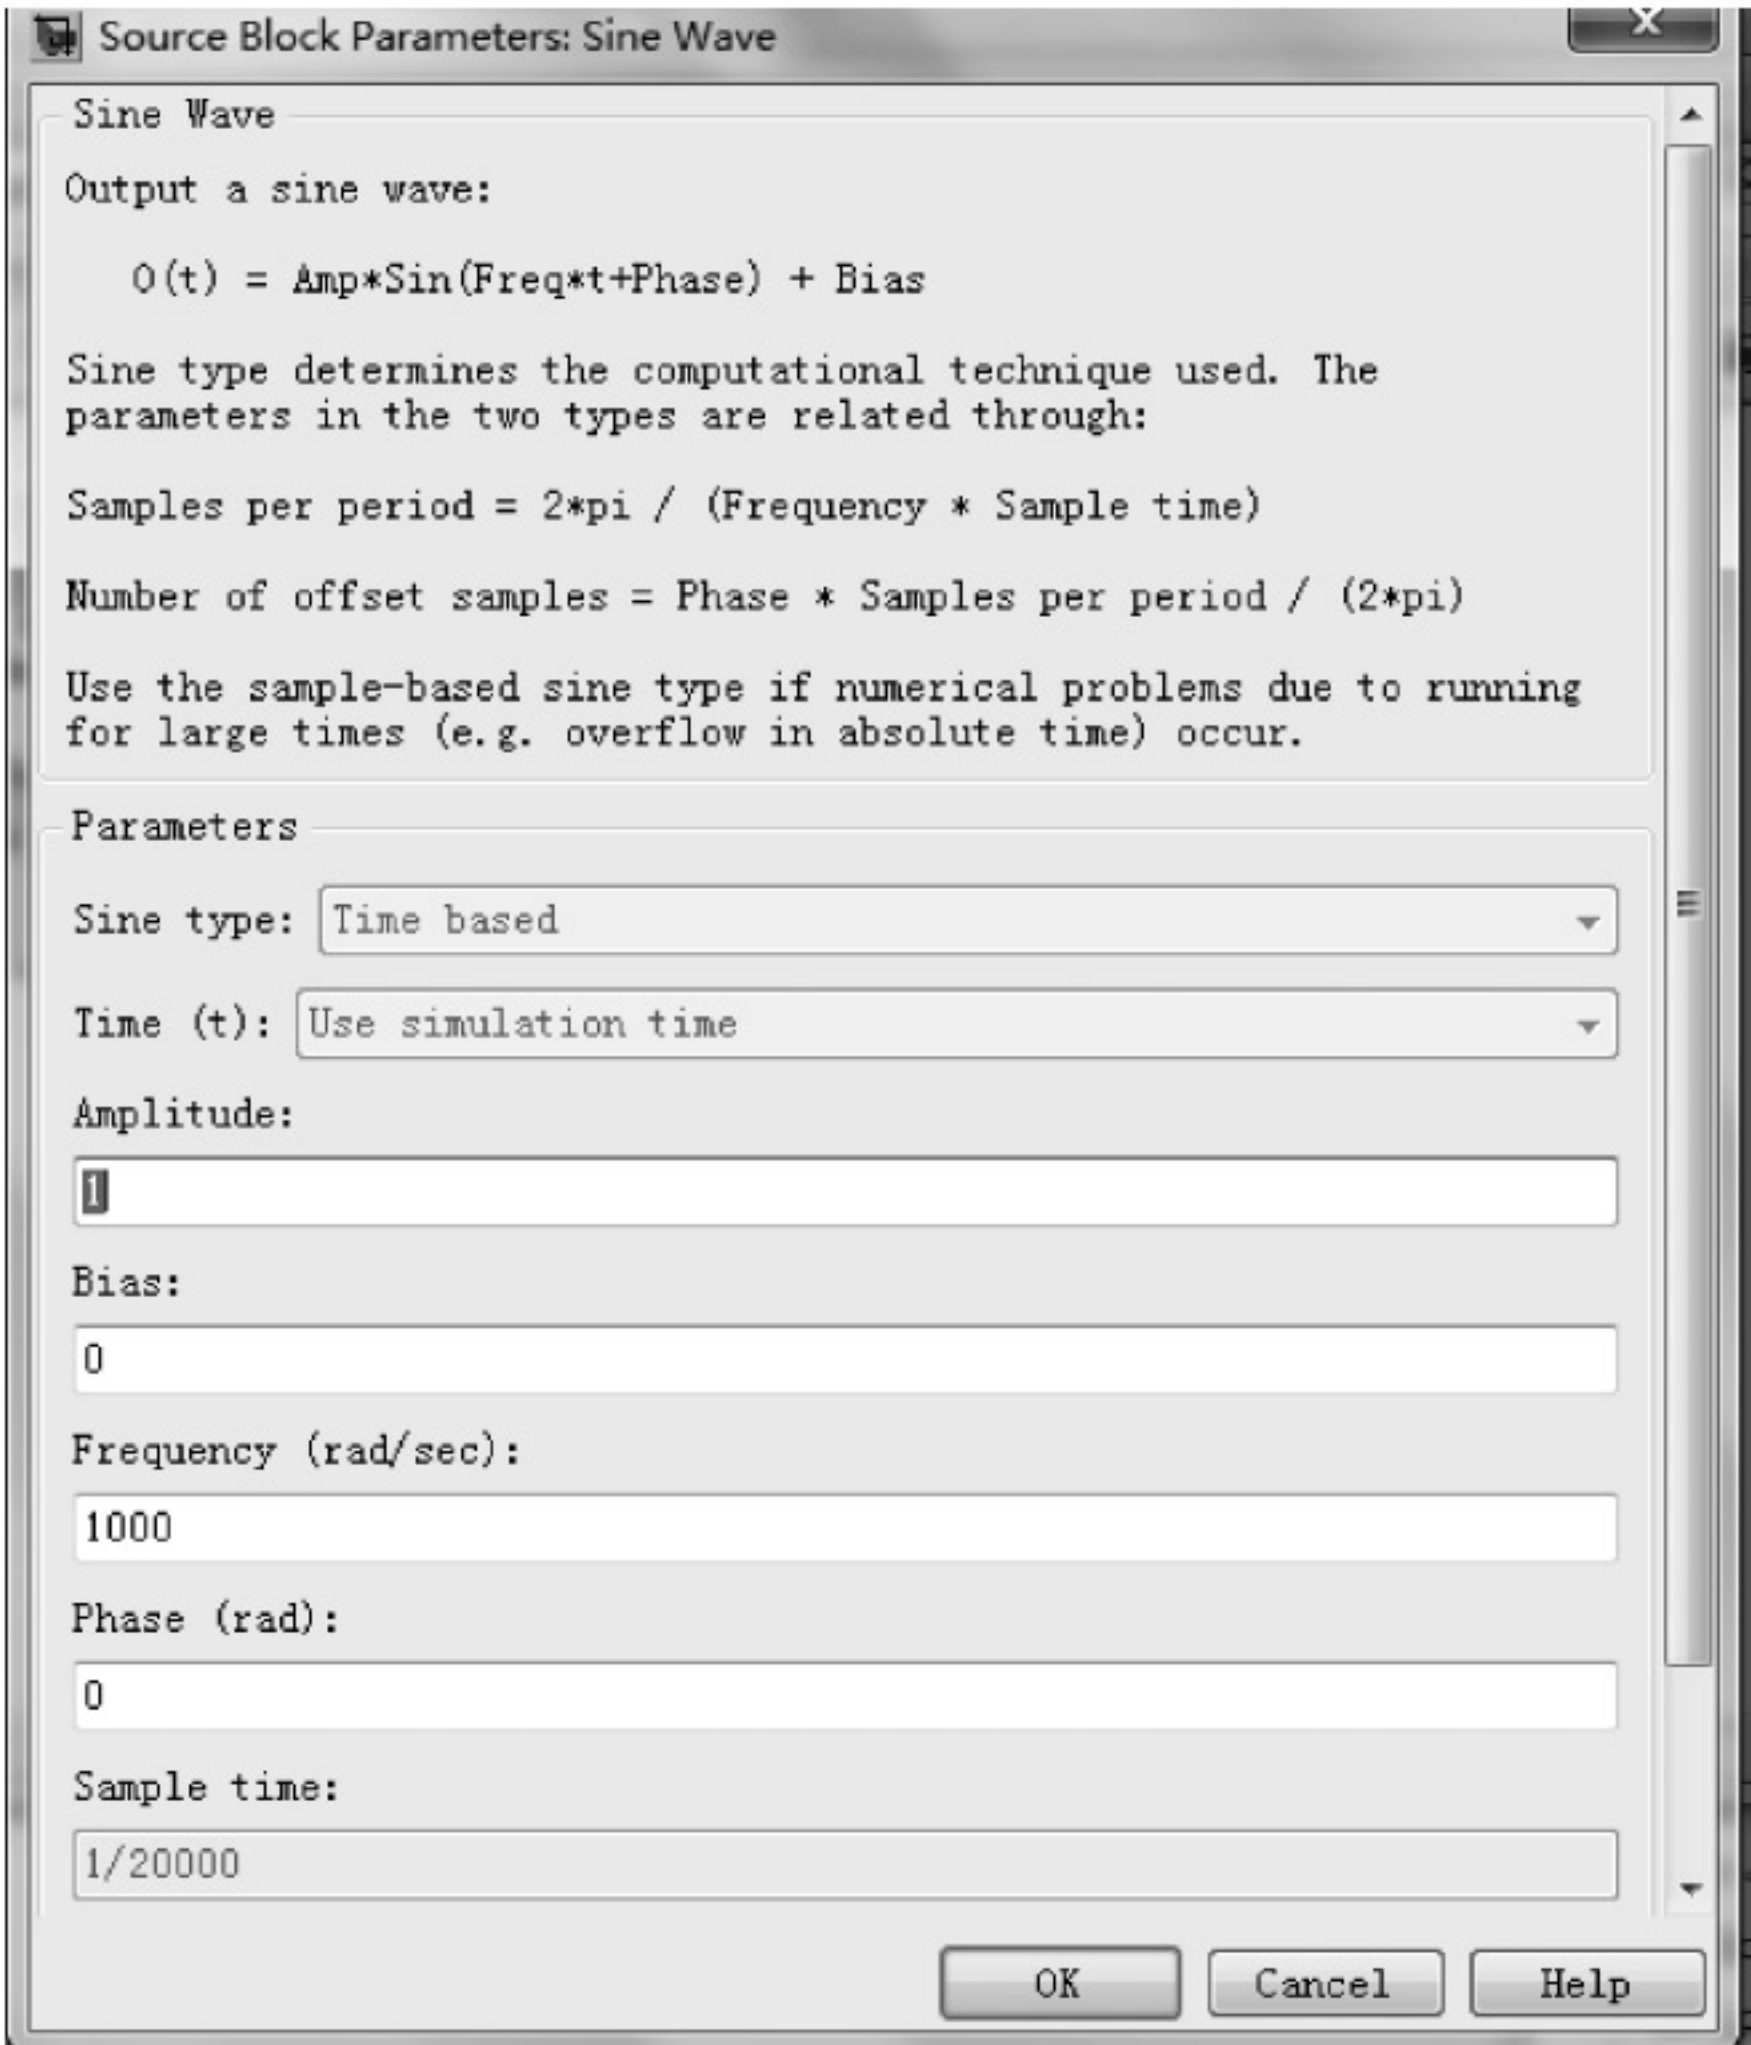 Source Block Parameters: Sine Wave
Sine Wave
Output a sine wave:
O(t) = Amp*Sin(Freq*t+Phase) + Bias
Sine type determines the computational technique used. The
parameters in the two types are related through:
Samples per period = 2*pi / (Frequency * Sample time)
Number of offset samples = Phase * Samples per period / (2*pi)
Use the sample-based sine type if numerical problems due to running
for large times (e.g. overflow in absolute time) occur.
Parameters
Sine type: Time based
Time (t): Use simulation time
Amplitude:
1
Bias:
0
Frequency (rad/sec):
1000
Phase (rad):
0
Sample time:
1/20000
OK Cancel Help